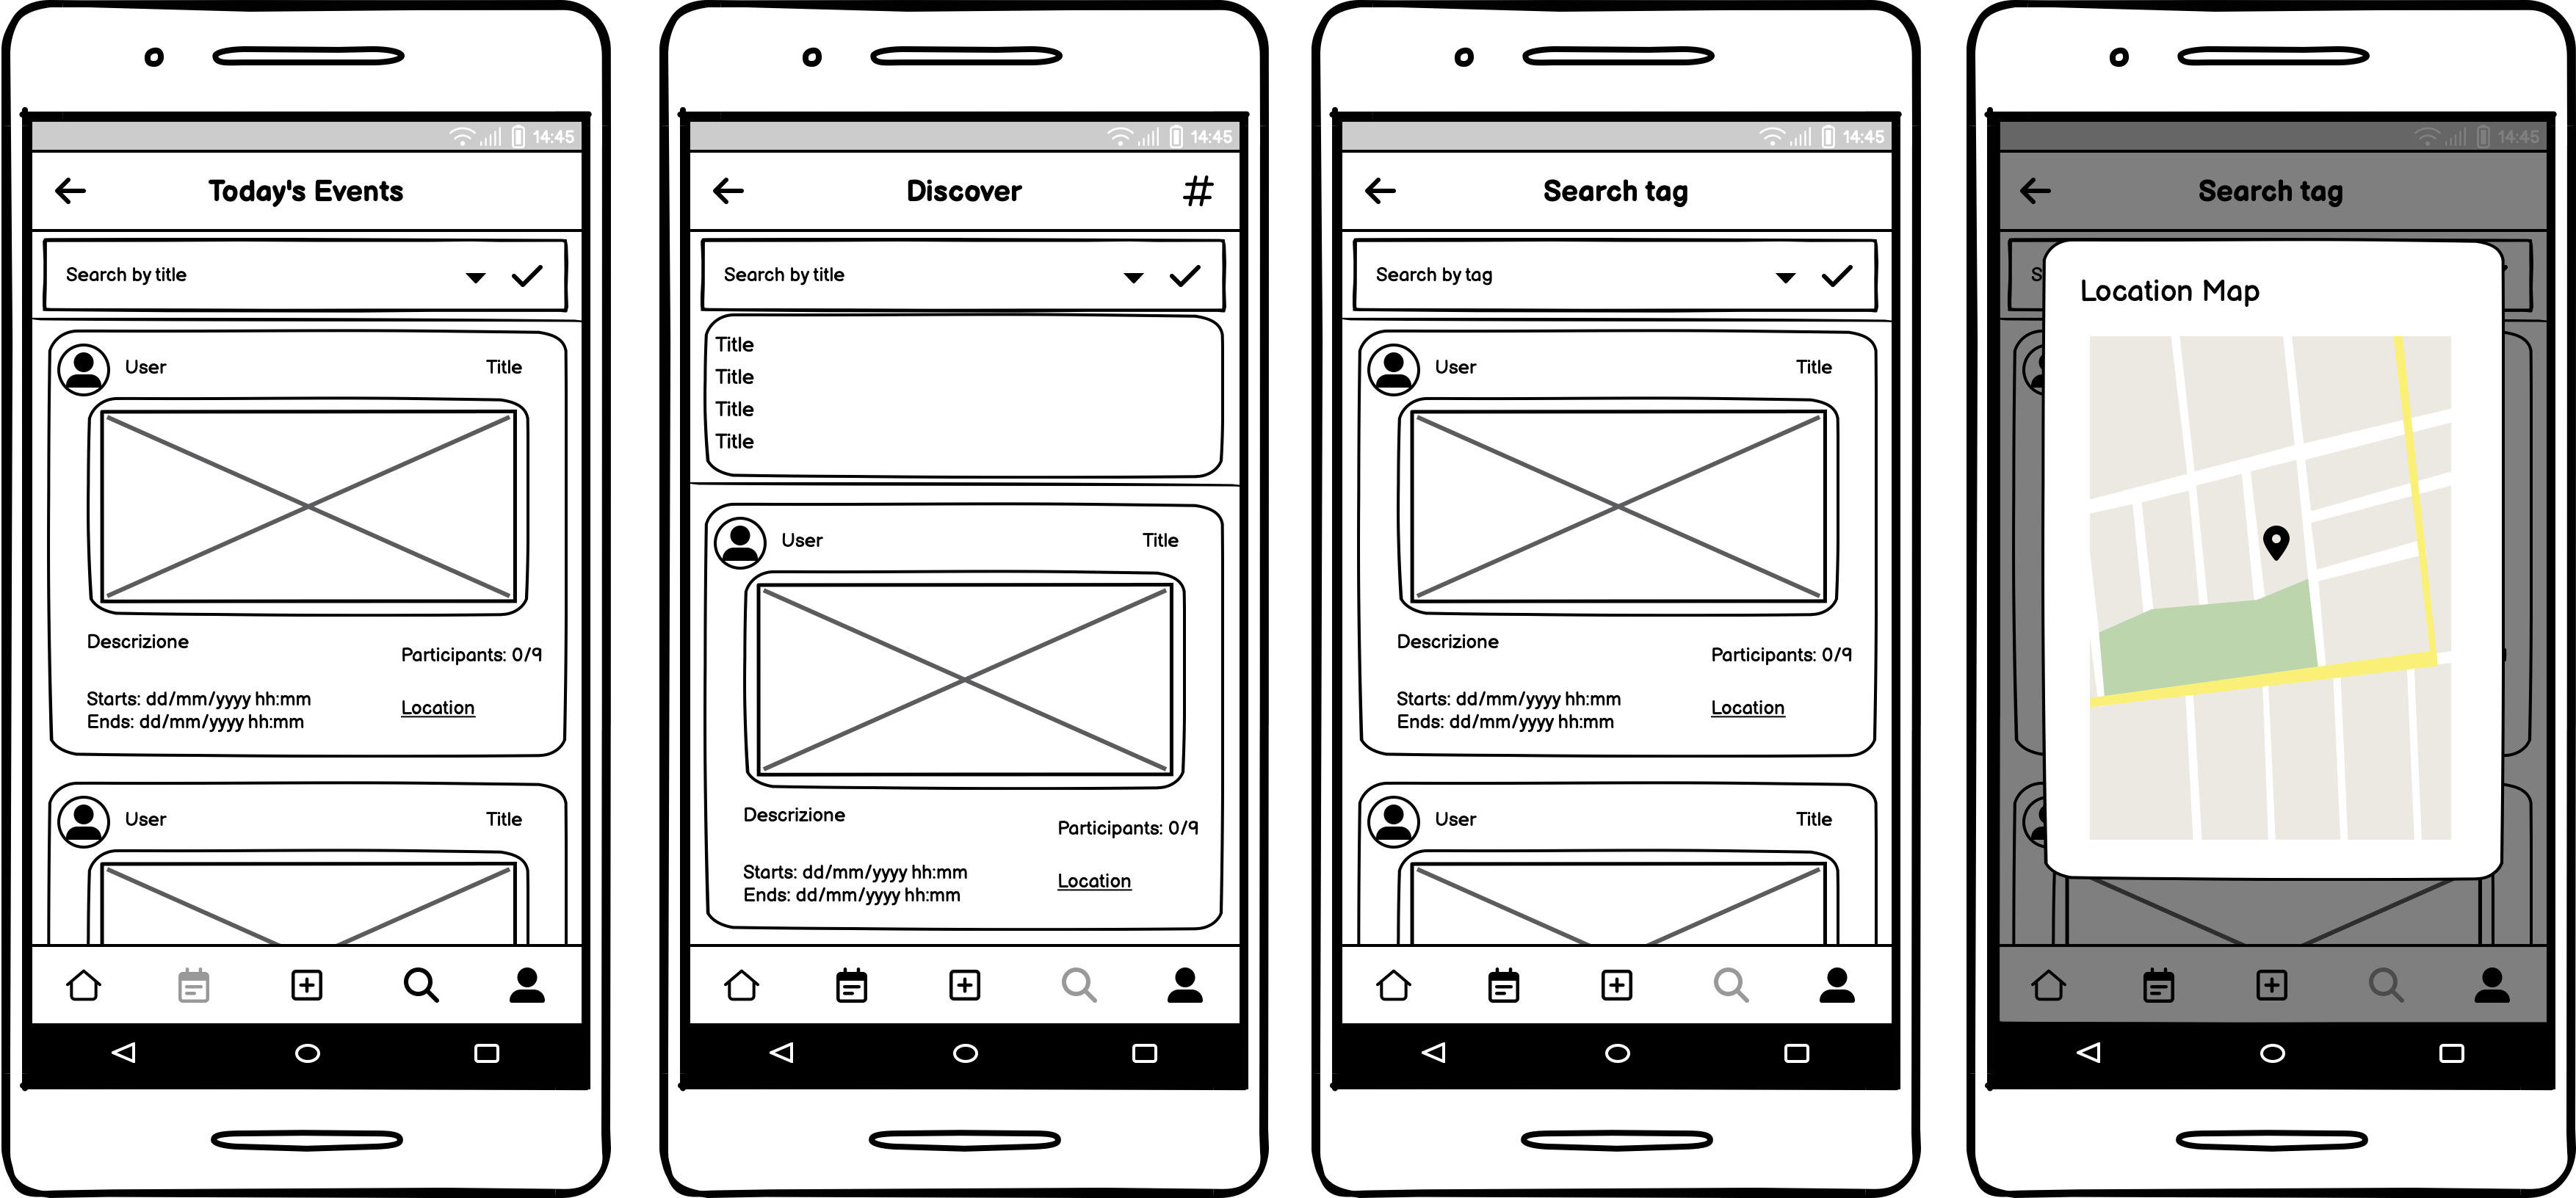 14:45
Today's Events
Search by title
User Title
Descrizione
Participants: 0/9
Starts: dd/mm/yyyy hh:mm
Location
Ends: dd/mm/yyyy hh:mm
User Title
14:45
Discover #
Search by title
Title
Title
Title
Title
User Title
Descrizione
Participants: 0/9
Starts: dd/mm/yyyy hh:mm
Location
Ends: dd/mm/yyyy hh:mm
14:45
Search tag
Search by tag
User Title
Descrizione
Participants: 0/9
Starts: dd/mm/yyyy hh:mm
Location
Ends: dd/mm/yyyy hh:mm
User Title
14:45
Search tag
S
Location Map